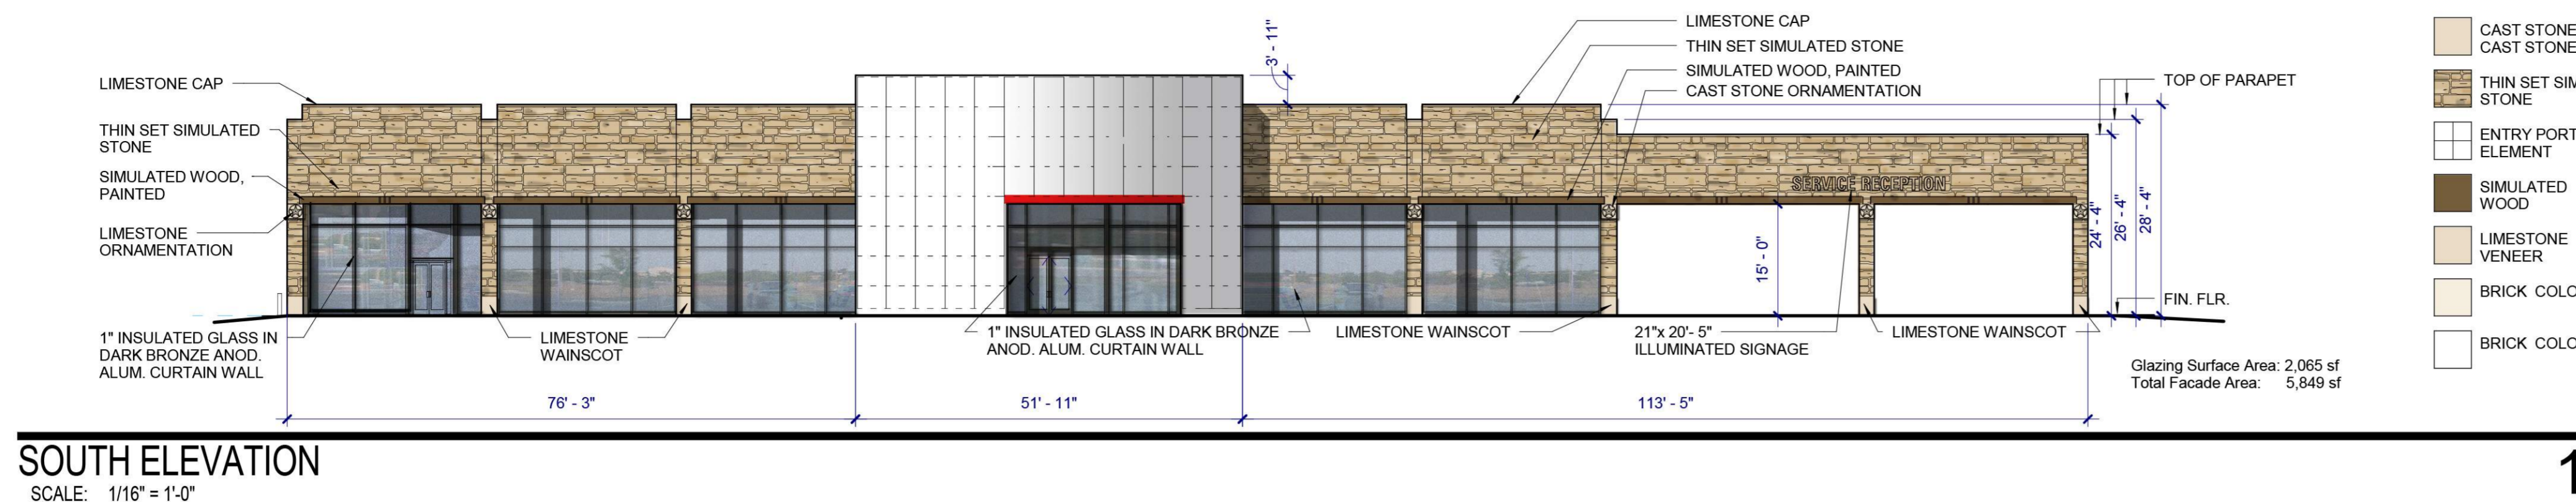 LIMESTONE CAP
THIN SET SIMULATED
STONE
SIMULATED WOOD,
PAINTED
LIMESTONE
ORNAMENTATION
1" INSULATED GLASS IN
DARK BRONZE ANOD.
ALUM. CURTAIN WALL
LIMESTONE
WAINSCOT
3' - 11"
LIMESTONE CAP
THIN SET SIMULATED STONE
SIMULATED WOOD, PAINTED
CAST STONE ORNAMENTATION
SERVICE RECEPTION
TOP OF PARAPET
15' - 0"
24' - 4"
26' - 4"
28' - 4"
FIN. FLR.
1" INSULATED GLASS IN DARK BRONZE
ANOD. ALUM. CURTAIN WALL
LIMESTONE WAINSCOT
21"x 20'- 5"
ILLUMINATED SIGNAGE
LIMESTONE WAINSCOT
Glazing Surface Area: 2,065 sf
Total Facade Area: 5,849 sf
76' - 3"
51' - 11"
113' - 5"
CAST STONE
CAST STONE
THIN SET SIM
STONE
ENTRY PORT
ELEMENT
SIMULATED
WOOD
LIMESTONE
VENEER
BRICK COLO
BRICK COLO
SOUTH ELEVATION
SCALE: 1/16" = 1'-0"
1